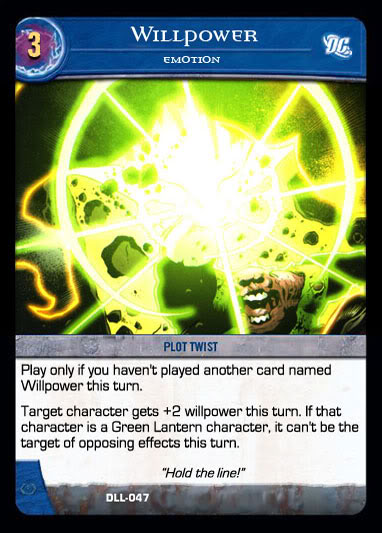 3
Willpower
EMOTION
DC
PLOT TWIST
Play only if you haven't played another card named
Willpower this turn.
Target character gets +2 willpower this turn. If that
character is a Green Lantern character, it can't be the
target of opposing effects this turn.
"Hold the line!"
DLL-047